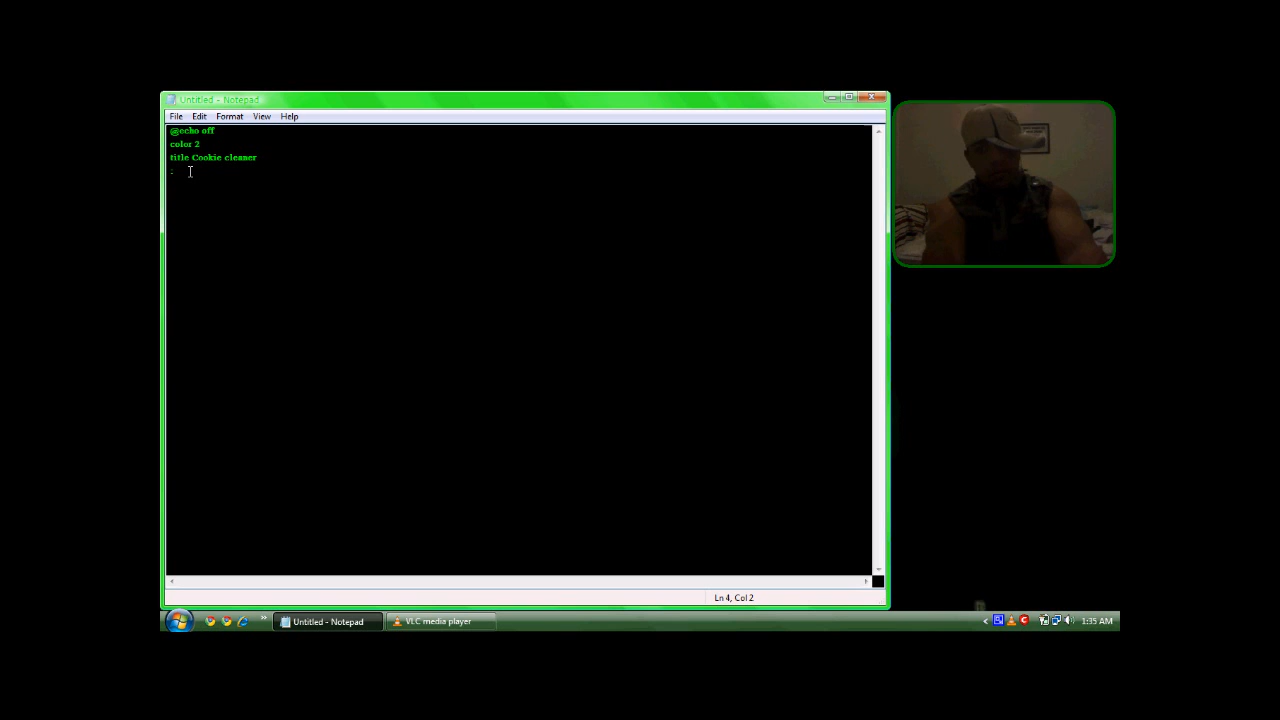 Untitled - Notepad
File Edit Format View Help
@echo off
color 2
title Cookie cleaner
:
Ln 4, Col 2
Untitled - Notepad
VLC media player
1:35 AM